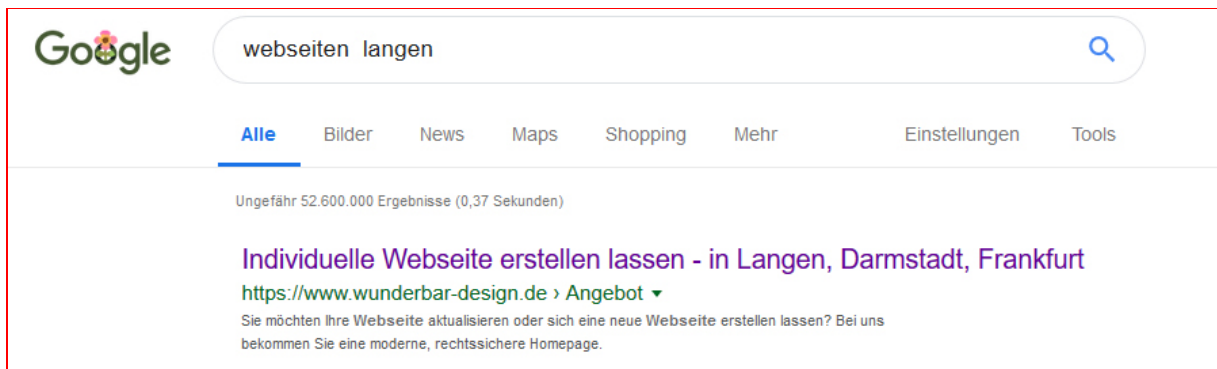 Google
webseiten langen
Alle Bilder News Maps Shopping Mehr Einstellungen Tools
Ungefähr 52.600.000 Ergebnisse (0,37 Sekunden)
Individuelle Webseite erstellen lassen - in Langen, Darmstadt, Frankfurt
https://www.wunderbar-design.de › Angebot
Sie möchten Ihre Webseite aktualisieren oder sich eine neue Webseite erstellen lassen? Bei uns
bekommen Sie eine moderne, rechtssichere Homepage.